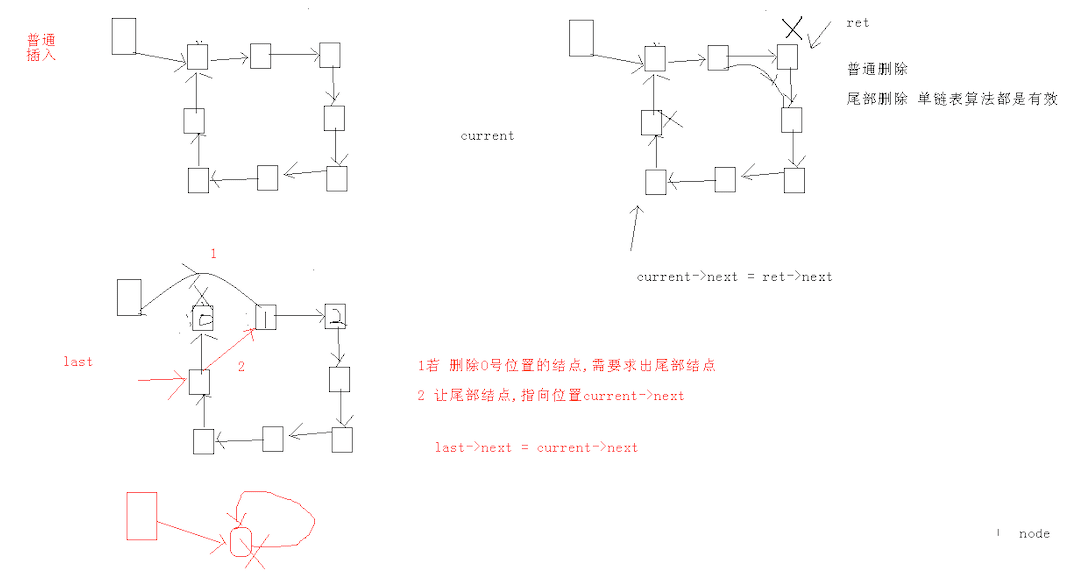 普通
插入
ret
普通删除
尾部删除 单链表算法都是有效
current
current->next = ret->next
1
0
1
2
last
2
1若 删除0号位置的结点,需要求出尾部结点
2 让尾部结点,指向位置current->next
last->next = current->next
node